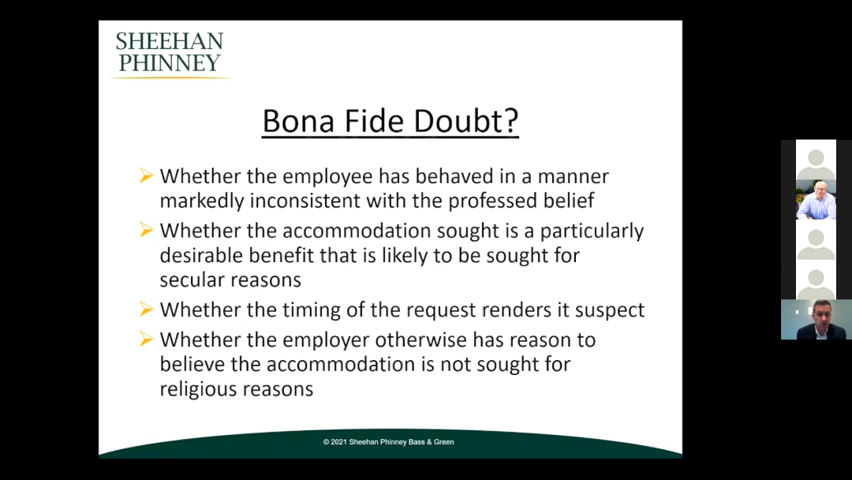 SHEEHAN
PHINNEY
Bona Fide Doubt?
Whether the employee has behaved in a manner
markedly inconsistent with the professed belief
Whether the accommodation sought is a particularly
desirable benefit that is likely to be sought for
secular reasons
Whether the timing of the request renders it suspect
Whether the employer otherwise has reason to
believe the accommodation is not sought for
religious reasons
© 2021 Sheehan Phinney Bass & Green